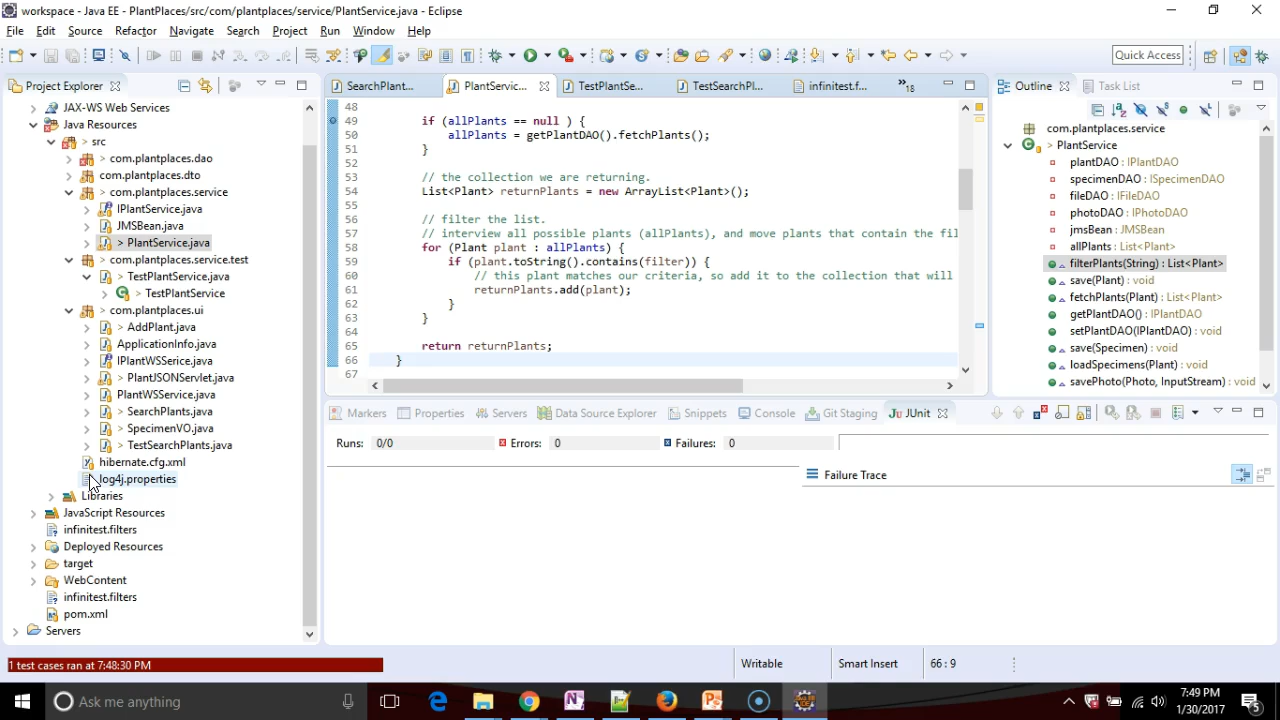 workspace - Java EE - PlantPlaces/src/com/plantplaces/service/PlantService.java - Eclipse
File Edit Source Refactor Navigate Search Project Run Window Help
Quick Access
Project Explorer
JAX-WS Web Services
Java Resources
> src
> com.plantplaces.dao
com.plantplaces.dto
> com.plantplaces.service
IPlantService.java
JMSBean.java
> PlantService.java
> com.plantplaces.service.test
> TestPlantService.java
> TestPlantService
> com.plantplaces.ui
> AddPlant.java
ApplicationInfo.java
IPlantWSSerice.java
> PlantJSONServlet.java
PlantWSService.java
> SearchPlants.java
> SpecimenVO.java
> TestSearchPlants.java
hibernate.cfg.xml
log4j.properties
Libraries
JavaScript Resources
infinitest.filters
Deployed Resources
target
WebContent
infinitest.filters
pom.xml
Servers
SearchPlant... PlantServic... TestPlantSe... TestSearchPl... infinitest.f... »18
48
49 if (allPlants == null ) {
50 allPlants = getPlantDAO().fetchPlants();
51 }
52
53 // the collection we are returning.
54 List<Plant> returnPlants = new ArrayList<Plant>();
55
56 // filter the list.
57 // interview all possible plants (allPlants), and move plants that contain the fil
58 for (Plant plant : allPlants) {
59 if (plant.toString().contains(filter)) {
60 // this plant matches our criteria, so add it to the collection that will
61 returnPlants.add(plant);
62 }
63 }
64
65 return returnPlants;
66 }
67
Outline Task List
com.plantplaces.service
> PlantService
plantDAO : IPlantDAO
specimenDAO : ISpecimenDAO
fileDAO : IFileDAO
photoDAO : IPhotoDAO
jmsBean : JMSBean
allPlants : List<Plant>
filterPlants(String) : List<Plant>
save(Plant) : void
fetchPlants(Plant) : List<Plant>
getPlantDAO() : IPlantDAO
setPlantDAO(IPlantDAO) : void
save(Specimen) : void
loadSpecimens(Plant) : void
savePhoto(Photo, InputStream) : void
Markers Properties Servers Data Source Explorer Snippets Console Git Staging JUnit
Runs: 0/0 Errors: 0 Failures: 0
Failure Trace
1 test cases ran at 7:48:30 PM
Writable Smart Insert 66 : 9
Ask me anything
7:49 PM
1/30/2017
5